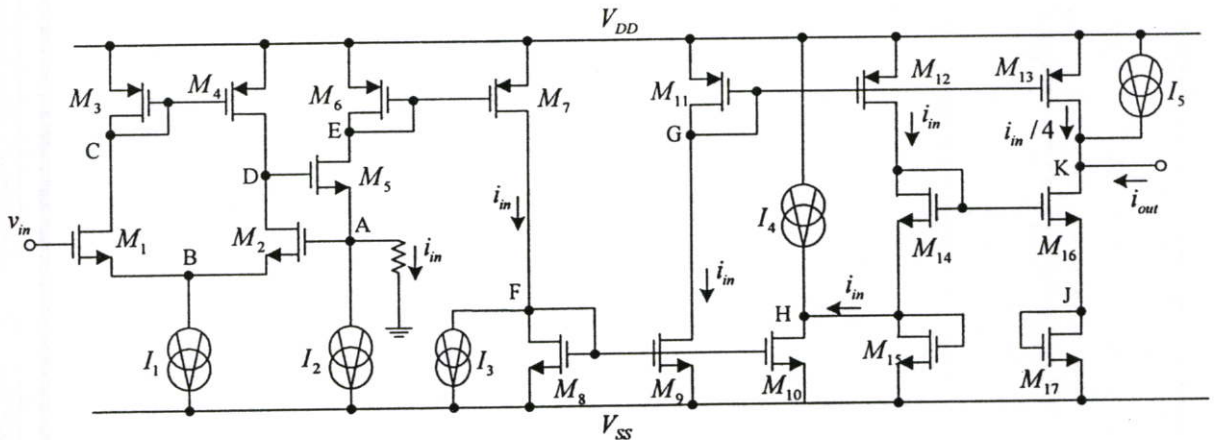 V_DD
M_3
M_4
M_6
M_7
M_11
M_12
M_13
I_5
C
E
G
i_in
i_in / 4
K
D
M_5
i_out
v_in
M_1
M_2
A
i_in
i_in
I_4
M_14
M_16
B
F
i_in
H
i_in
J
I_1
I_2
I_3
M_8
M_9
M_10
M_15
M_17
V_SS